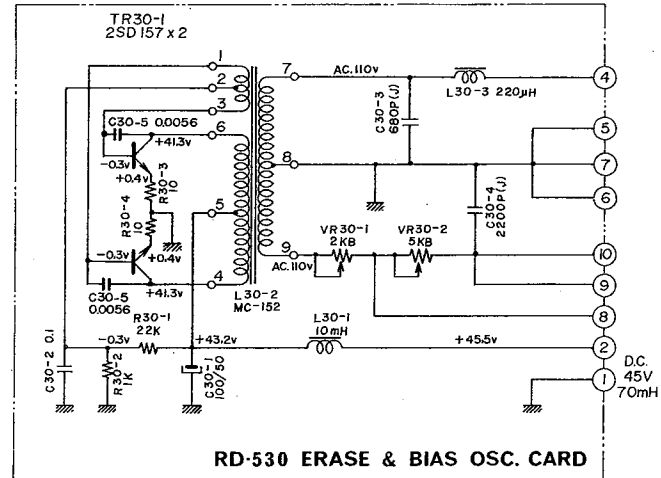 TR30-1
2SD 157 x 2
1
2
3
6
5
4
7
8
9
AC.110v
L30-3 220μH
4
C30-3
680P(J)
5
7
6
C30-5 0.0056
+41.3v
-0.3v
+0.4v
R30-3
10
R30-4
10
-0.3v
+0.4v
C30-5
0.0056
+41.3v
L30-2
MC-152
C30-4
2200P(J)
VR30-1
2KB
VR30-2
5KB
AC.110v
10
9
8
R30-1
22K
-0.3v
+43.2v
L30-1
10mH
+45.5v
2
C30-2 0.1
R30-2
1K
C30-1
100/50
1
D.C.
45V
70mH
RD-530 ERASE & BIAS OSC. CARD